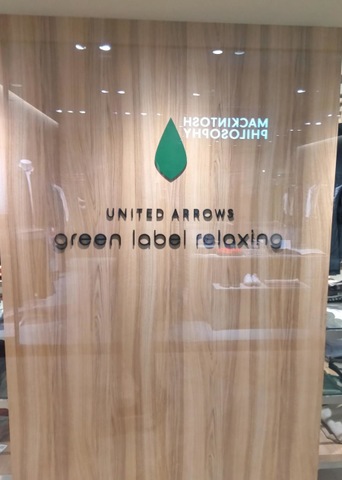 MACKINTOSH
PHILOSOPHY
UNITED ARROWS
green label relaxing